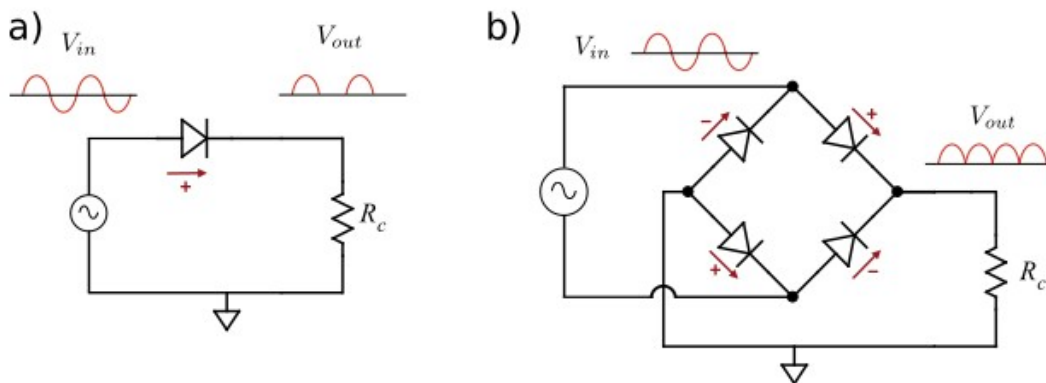 a)
V_in
V_out
+
R_c
b)
V_in
-
+
V_out
+
-
R_c